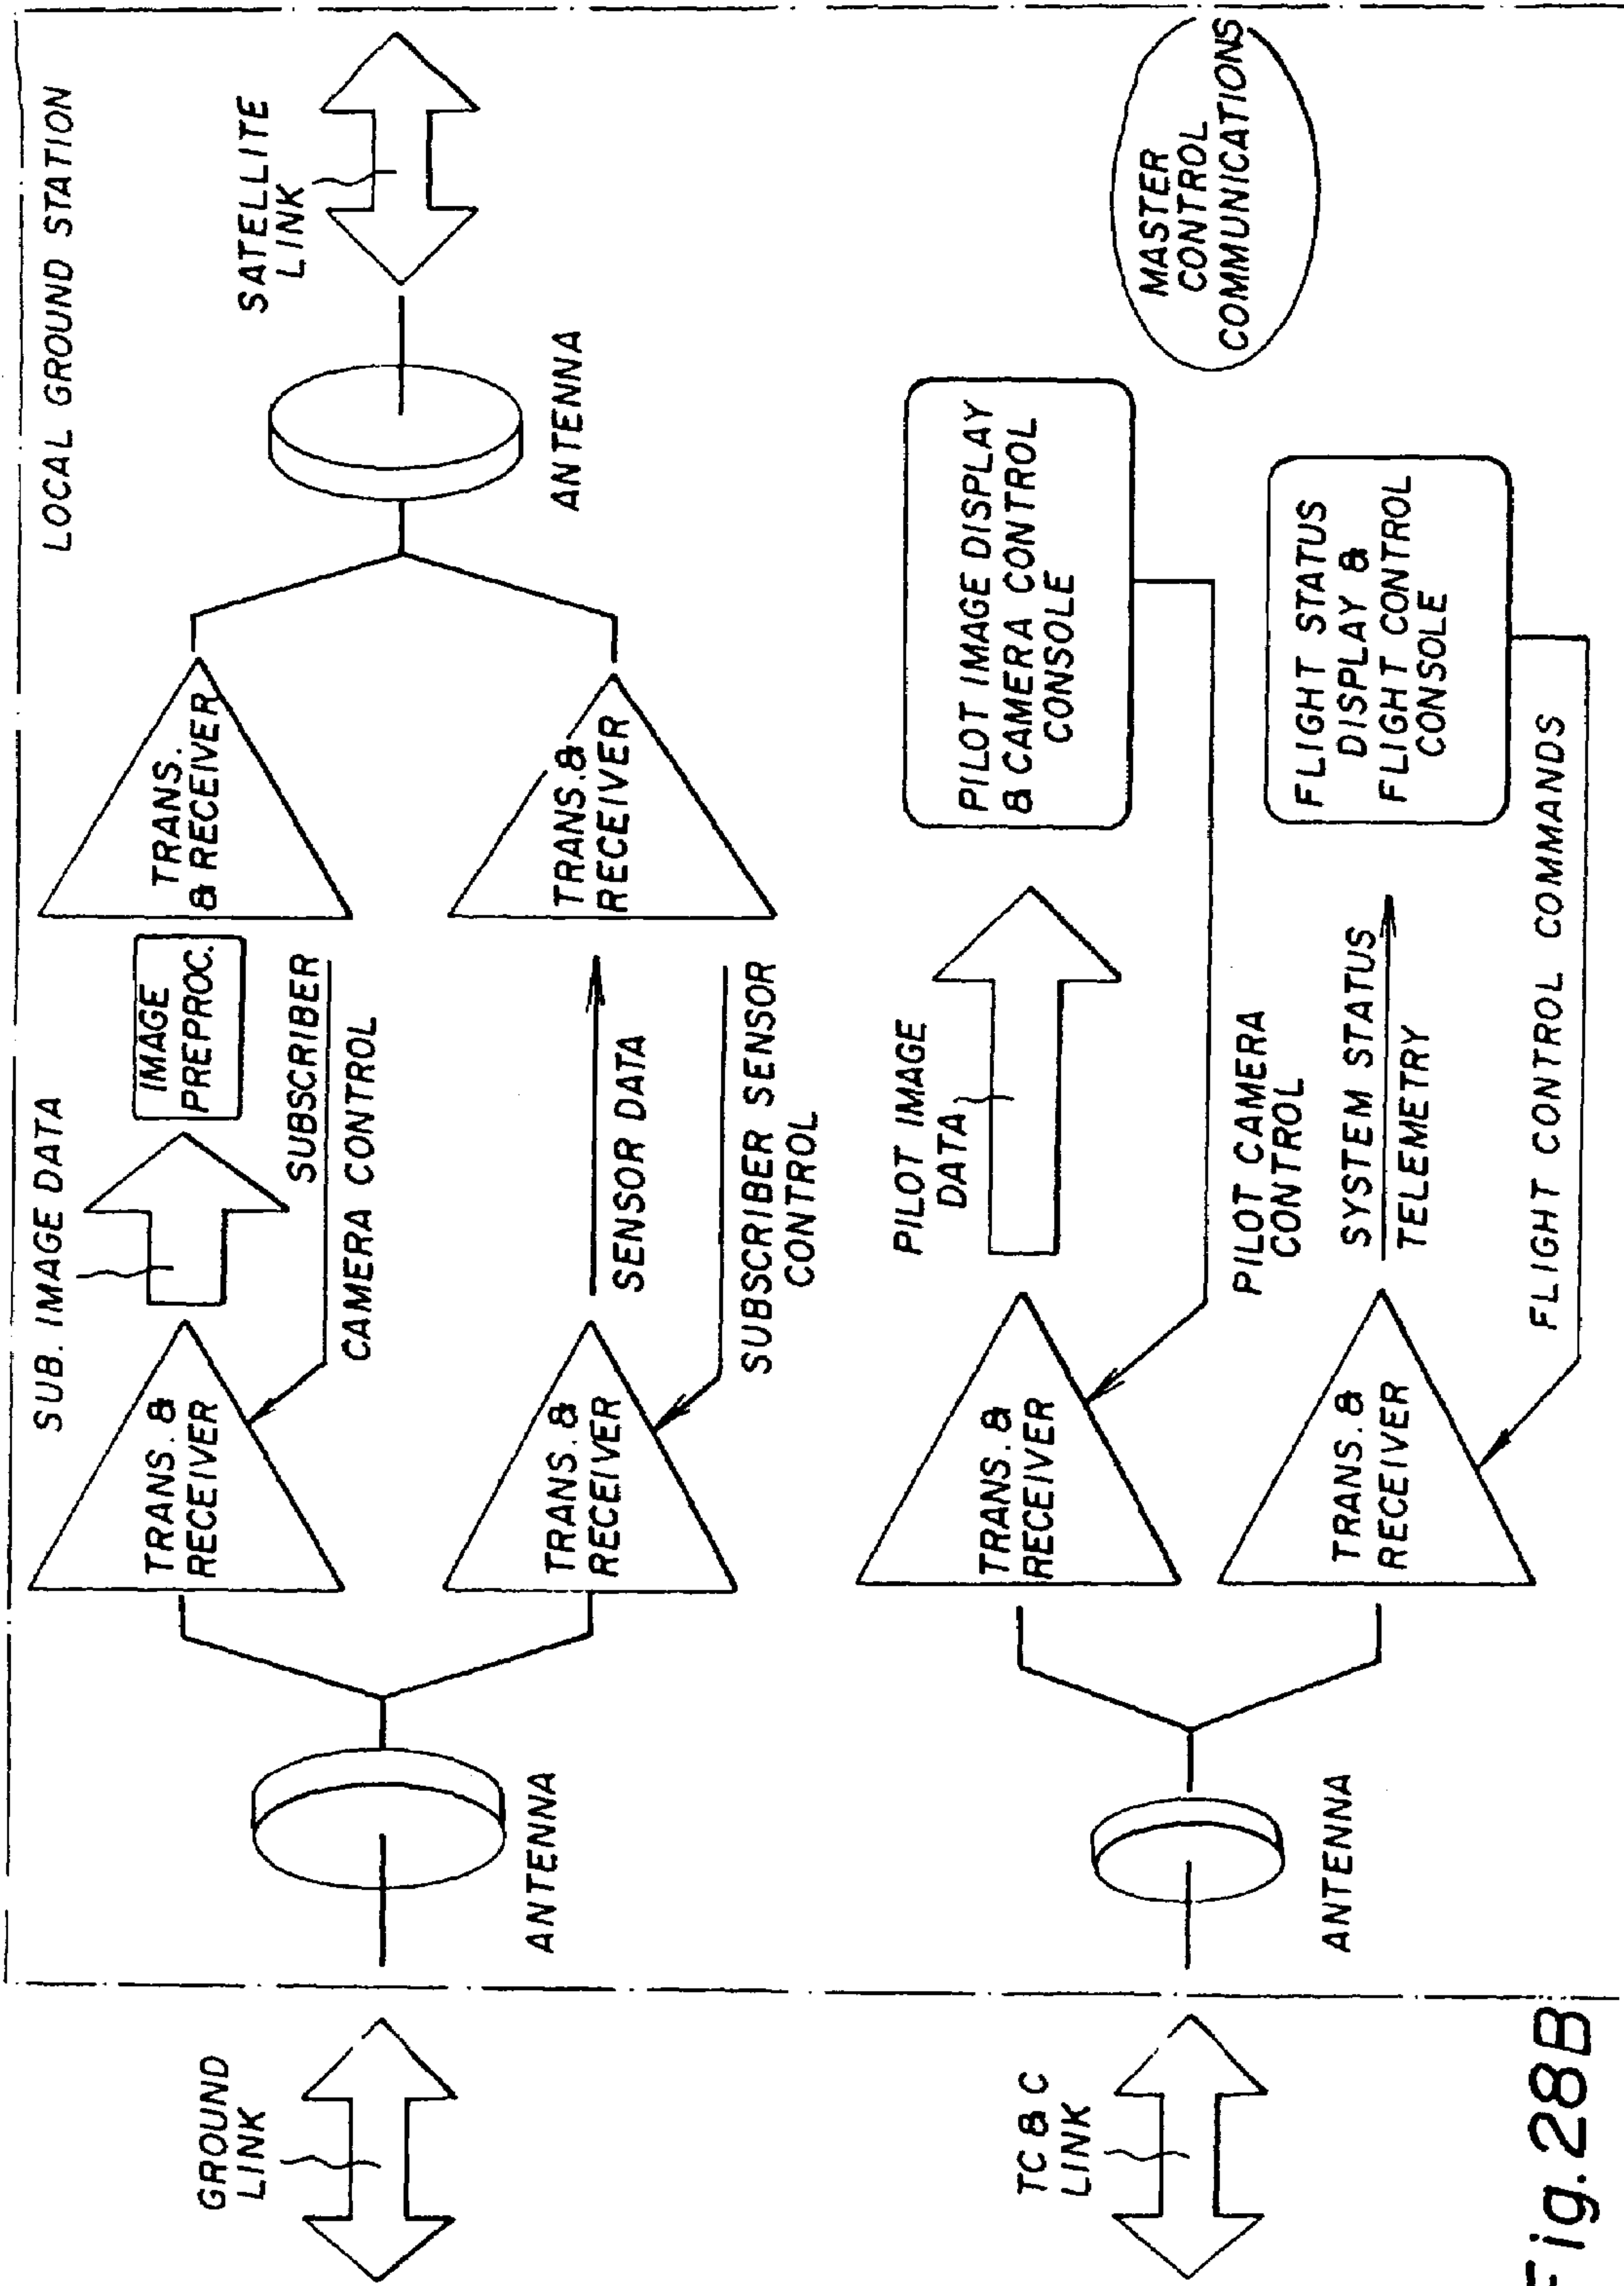 LOCAL GROUND STATION
GROUND
LINK
ANTENNA
TRANS. &
RECEIVER
SUB. IMAGE DATA
IMAGE
PREPROC.
SUBSCRIBER
CAMERA CONTROL
TRANS.
& RECEIVER
TRANS. &
RECEIVER
SENSOR DATA
SUBSCRIBER SENSOR
CONTROL
TRANS. &
RECEIVER
ANTENNA
SATELLITE
LINK
TC & C
LINK
ANTENNA
TRANS. &
RECEIVER
PILOT IMAGE
DATA
PILOT CAMERA
CONTROL
PILOT IMAGE DISPLAY
& CAMERA CONTROL
CONSOLE
TRANS. &
RECEIVER
SYSTEM STATUS
TELEMETRY
FLIGHT CONTROL COMMANDS
FLIGHT STATUS
DISPLAY &
FLIGHT CONTROL
CONSOLE
MASTER
CONTROL
COMMUNICATIONS
Fig. 28B